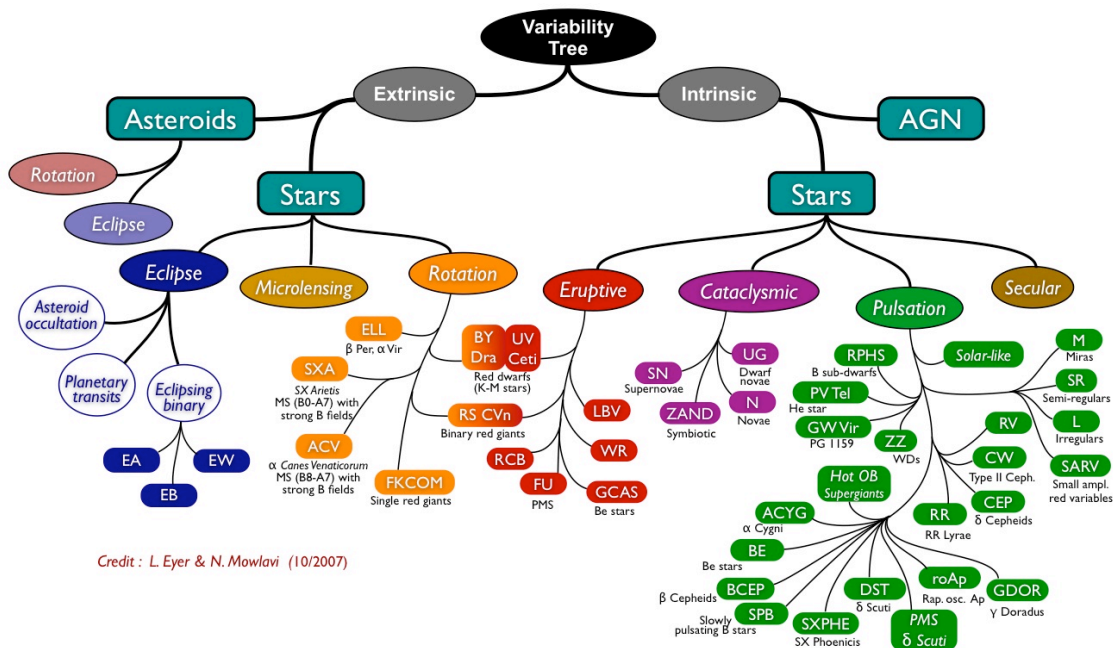 Variability
Tree
Extrinsic
Intrinsic
Asteroids
AGN
Rotation
Eclipse
Stars
Stars
Eclipse
Microlensing
Rotation
Eruptive
Cataclysmic
Pulsation
Secular
Asteroid
occultation
Planetary
transits
Eclipsing
binary
EA
EB
EW
ELL
β Per, α Vir
SXA
SX Arietis
MS (B0-A7) with
strong B fields
ACV
α Canes Venaticorum
MS (B8-A7) with
strong B fields
BY
Dra
UV
Ceti
Red dwarfs
(K-M stars)
RS CVn
Binary red giants
FKCOM
Single red giants
LBV
WR
RCB
FU
PMS
GCAS
Be stars
SN
Supernovae
ZAND
Symbiotic
UG
Dwarf
novae
N
Novae
RPHS
B sub-dwarfs
PV Tel
He star
GW Vir
PG 1159
ZZ
WDs
Solar-like
M
Miras
SR
Semi-regulars
L
Irregulars
SARV
Small ampl.
red variables
RV
CW
Type II Ceph.
CEP
δ Cepheids
RR
RR Lyrae
Hot OB
Supergiants
ACYG
α Cygni
BE
Be stars
BCEP
β Cepheids
SPB
Slowly
pulsating B stars
SXPHE
SX Phoenicis
DST
δ Scuti
PMS
δ Scuti
roAp
Rap. osc. Ap
GDOR
γ Doradus
Credit : L. Eyer & N. Mowlavi (10/2007)